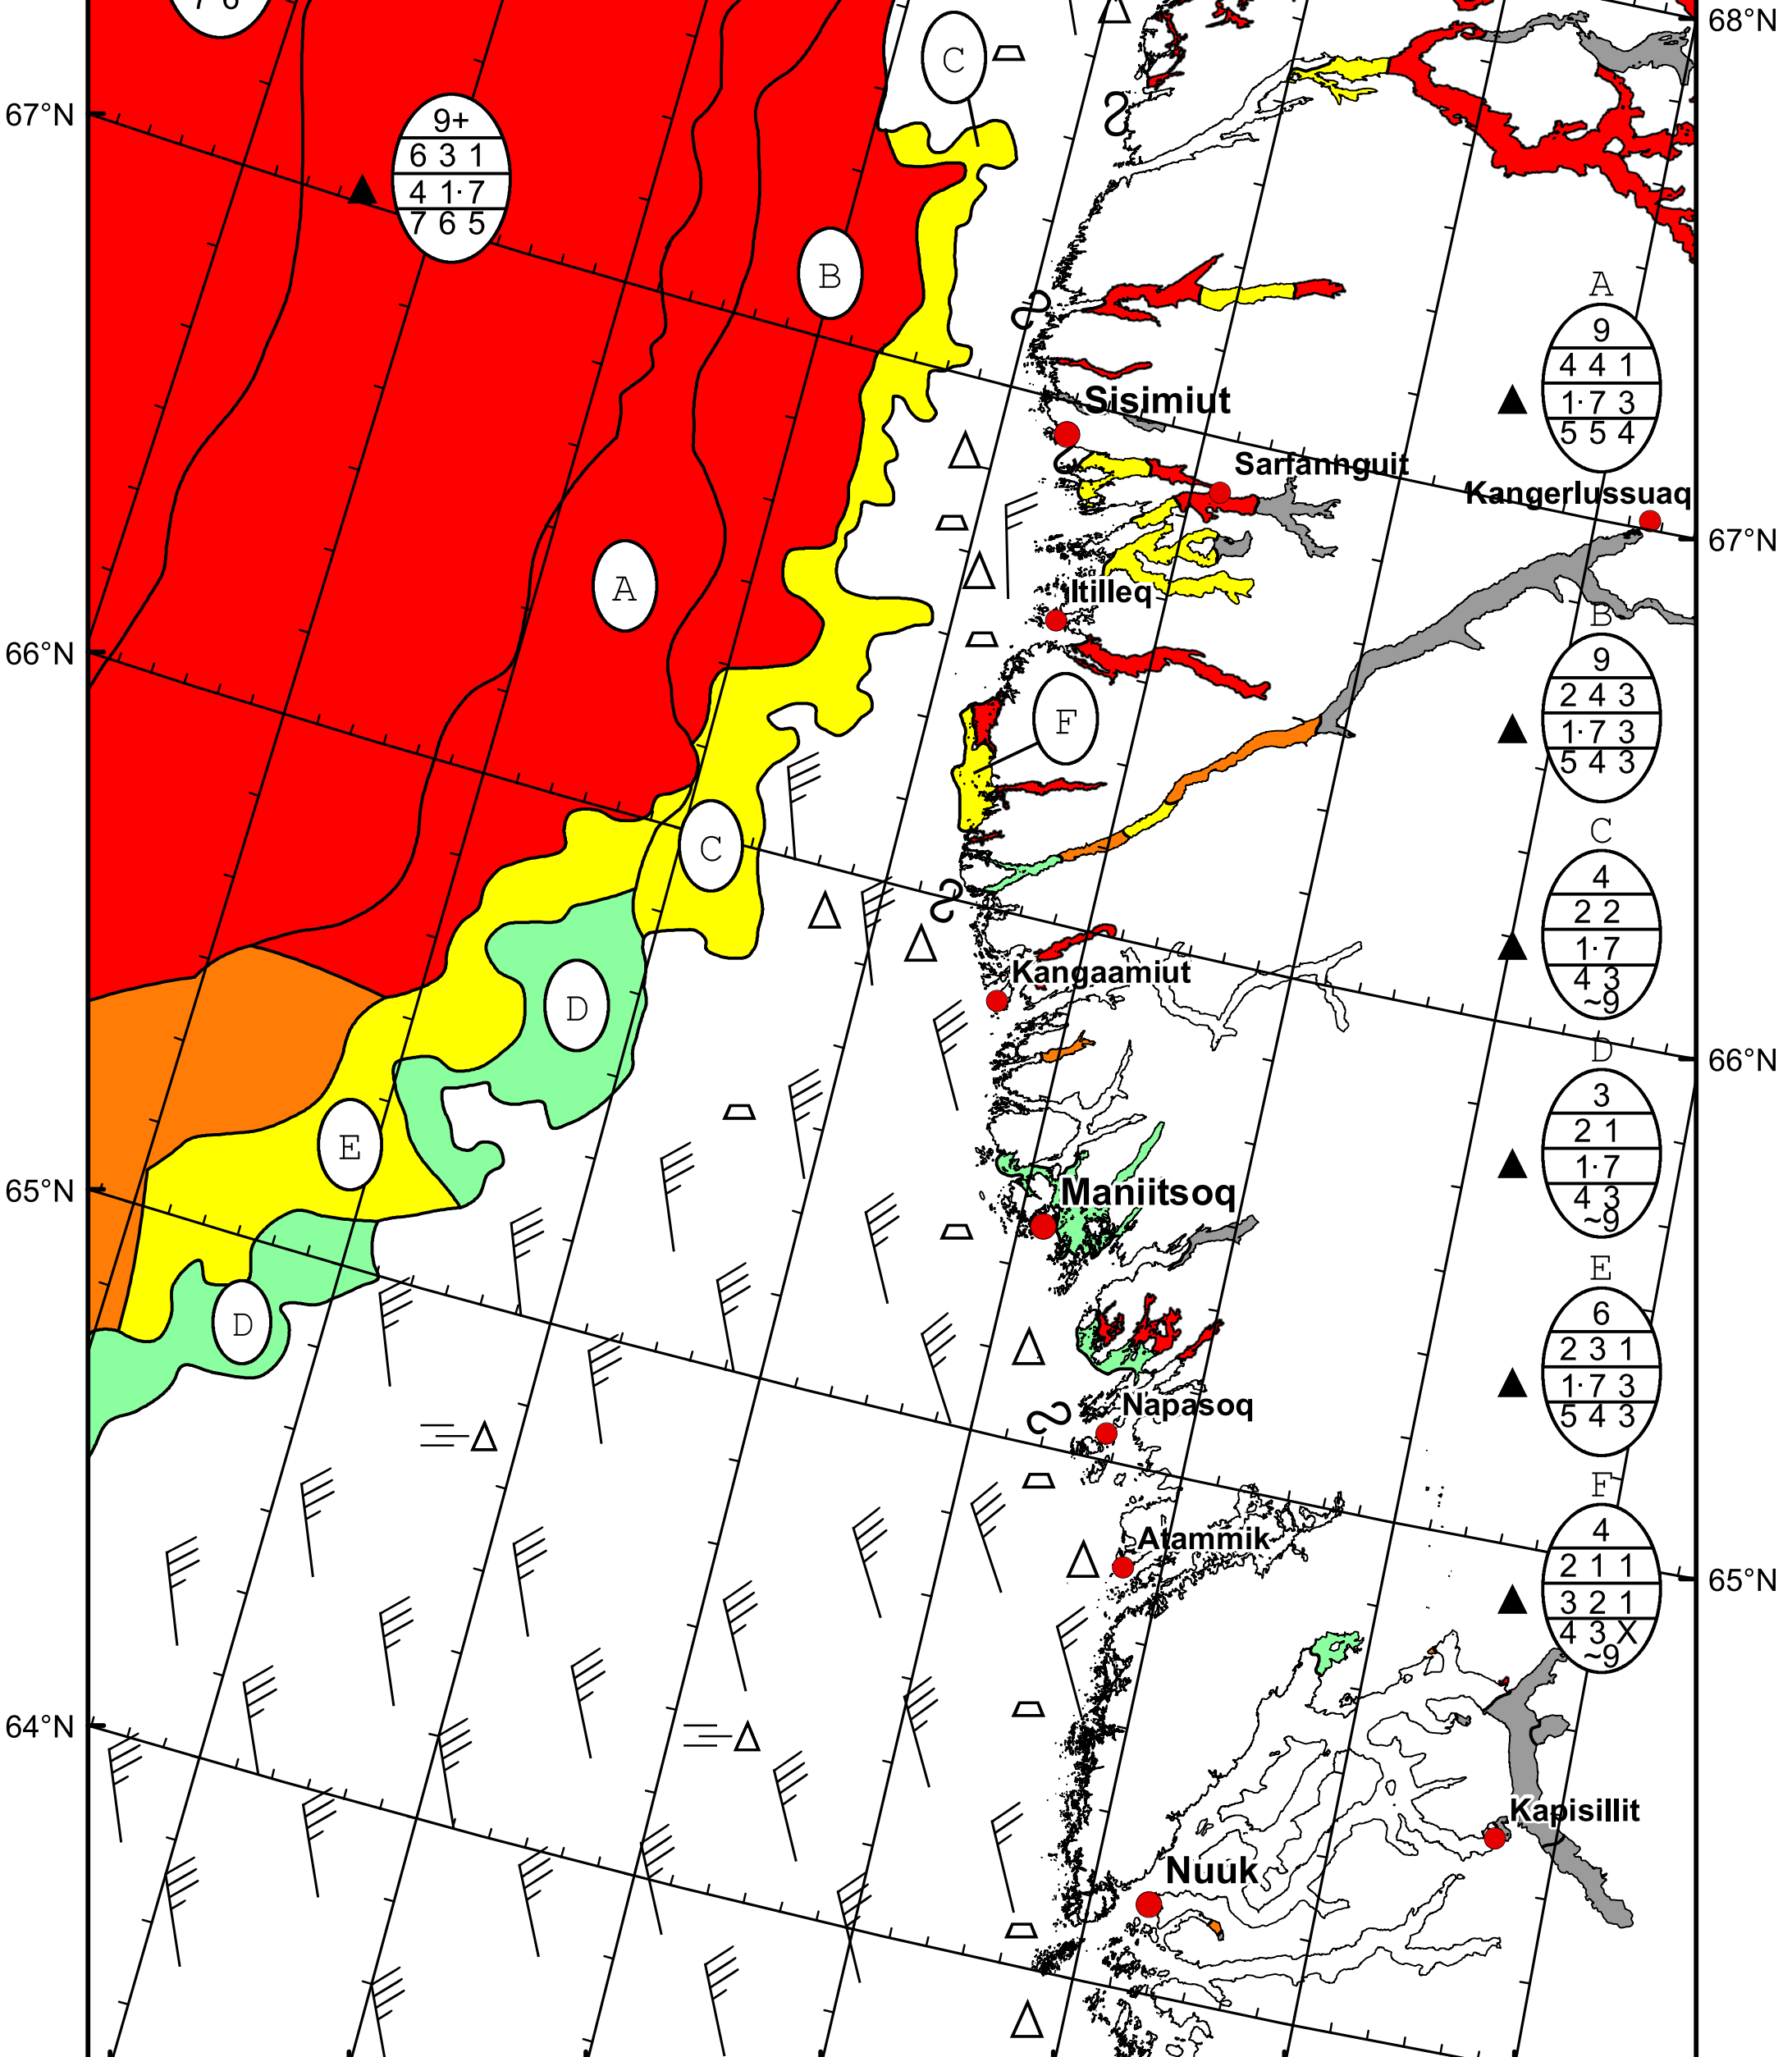 7 6
C
68°N
67°N
9+
6 3 1
4 1·7
7 6 5
B
A
9
4 4 1
1·7 3
5 5 4
Sisimiut
Sarfannguit
Kangerlussuaq
67°N
A
Itilleq
B
9
2 4 3
1·7 3
5 4 3
66°N
F
C
C
4
2 2
1·7
4 3
~9
Kangaamiut
D
66°N
D
3
2 1
1·7
4 3
~9
E
65°N
Maniitsoq
E
6
2 3 1
1·7 3
5 4 3
D
Napasoq
F
4
2 1 1
3 2 1
4 3 X
~9
Atammik
65°N
64°N
Kapisillit
Nuuk